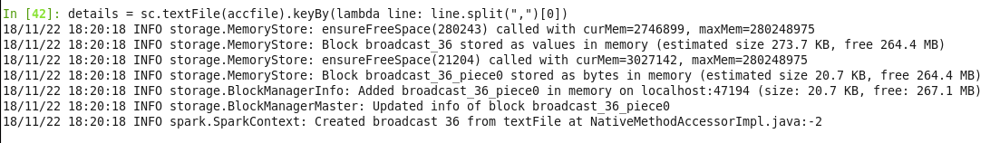 In [42]: details = sc.textFile(accfile).keyBy(lambda line: line.split(",")[0])
18/11/22 18:20:18 INFO storage.MemoryStore: ensureFreeSpace(280243) called with curMem=2746899, maxMem=280248975
18/11/22 18:20:18 INFO storage.MemoryStore: Block broadcast_36 stored as values in memory (estimated size 273.7 KB, free 264.4 MB)
18/11/22 18:20:18 INFO storage.MemoryStore: ensureFreeSpace(21204) called with curMem=3027142, maxMem=280248975
18/11/22 18:20:18 INFO storage.MemoryStore: Block broadcast_36_piece0 stored as bytes in memory (estimated size 20.7 KB, free 264.4 MB)
18/11/22 18:20:18 INFO storage.BlockManagerInfo: Added broadcast_36_piece0 in memory on localhost:47194 (size: 20.7 KB, free: 267.1 MB)
18/11/22 18:20:18 INFO storage.BlockManagerMaster: Updated info of block broadcast_36_piece0
18/11/22 18:20:18 INFO spark.SparkContext: Created broadcast 36 from textFile at NativeMethodAccessorImpl.java:-2